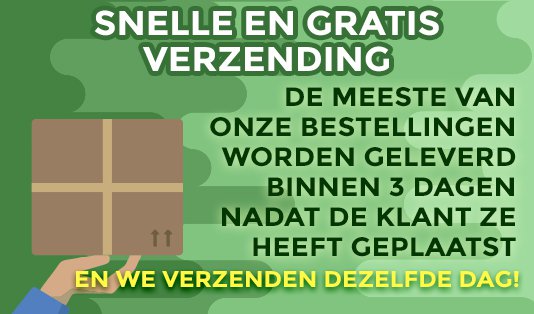 SNELLE EN GRATIS
VERZENDING
DE MEESTE VAN
ONZE BESTELLINGEN
WORDEN GELEVERD
BINNEN 3 DAGEN
NADAT DE KLANT ZE
HEEFT GEPLAATST
EN WE VERZENDEN DEZELFDE DAG!